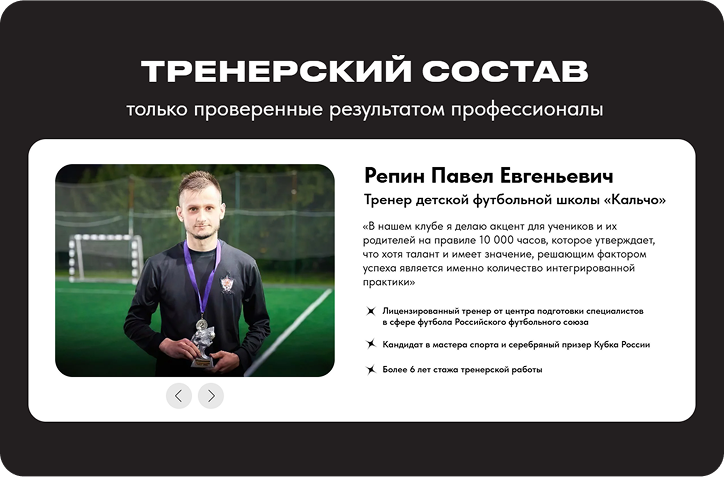 ТРЕНЕРСКИЙ СОСТАВ
только проверенные результатом профессионалы
Репин Павел Евгеньевич
Тренер детской футбольной школы «Кальчо»
«В нашем клубе я делаю акцент для учеников и их
родителей на правиле 10 000 часов, которое утверждает,
что хотя талант и имеет значение, решающим фактором
успеха является именно количество интегрированной
практики»
Лицензированный тренер от центра подготовки специалистов
в сфере футбола Российского футбольного союза
Кандидат в мастера спорта и серебряный призер Кубка России
Более 6 лет стажа тренерской работы